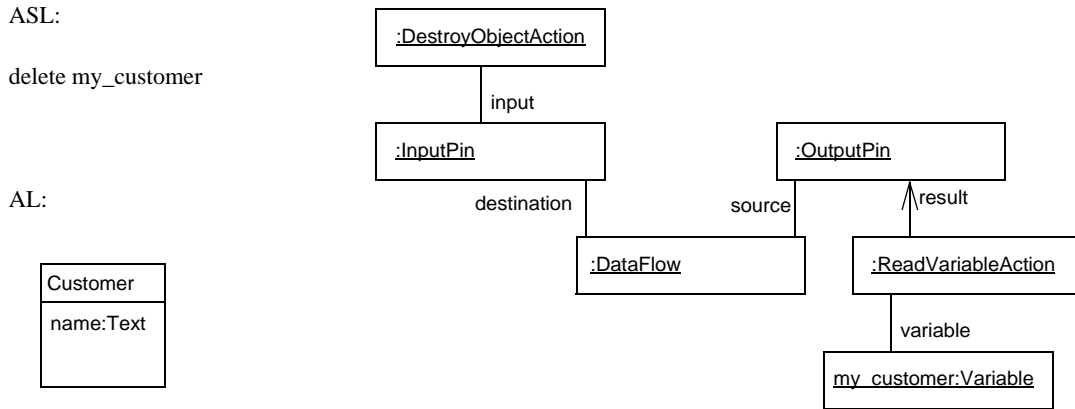 ASL:
delete my_customer
:DestroyObjectAction
input
:InputPin
:OutputPin
destination
source
result
AL:
:DataFlow
:ReadVariableAction
Customer
name:Text
variable
my_customer:Variable